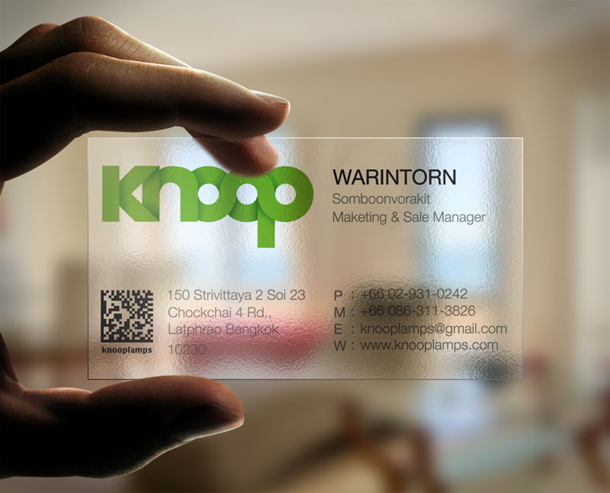 knoop
WARINTORN
Somboonvorakit
Maketing & Sale Manager
knooplamps
150 Strivittaya 2 Soi 23
Chockchai 4 Rd,,
Latphrao Bangkok
10230
P : +66 02-931-0242
M : +66 086-311-3826
E : knooplamps@gmail.com
W : www.knooplamps.com